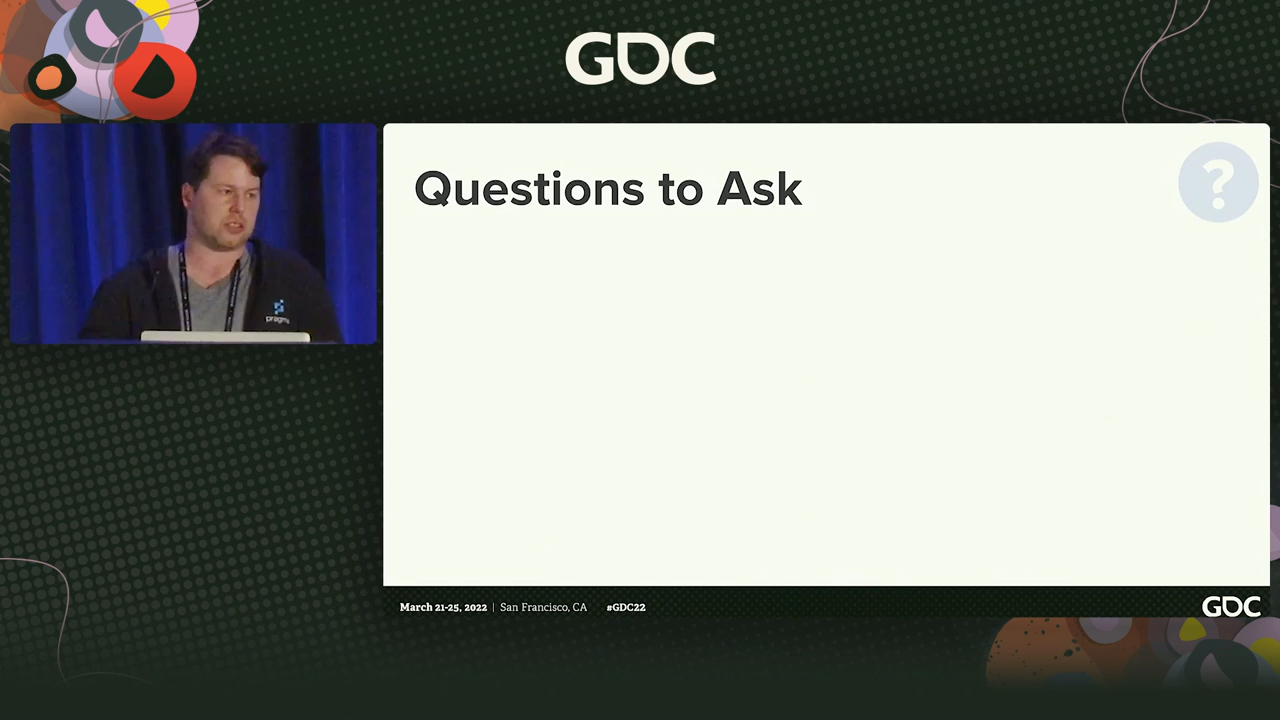 GDC
Questions to Ask
?
March 21-25, 2022 | San Francisco, CA #GDC22
GDC